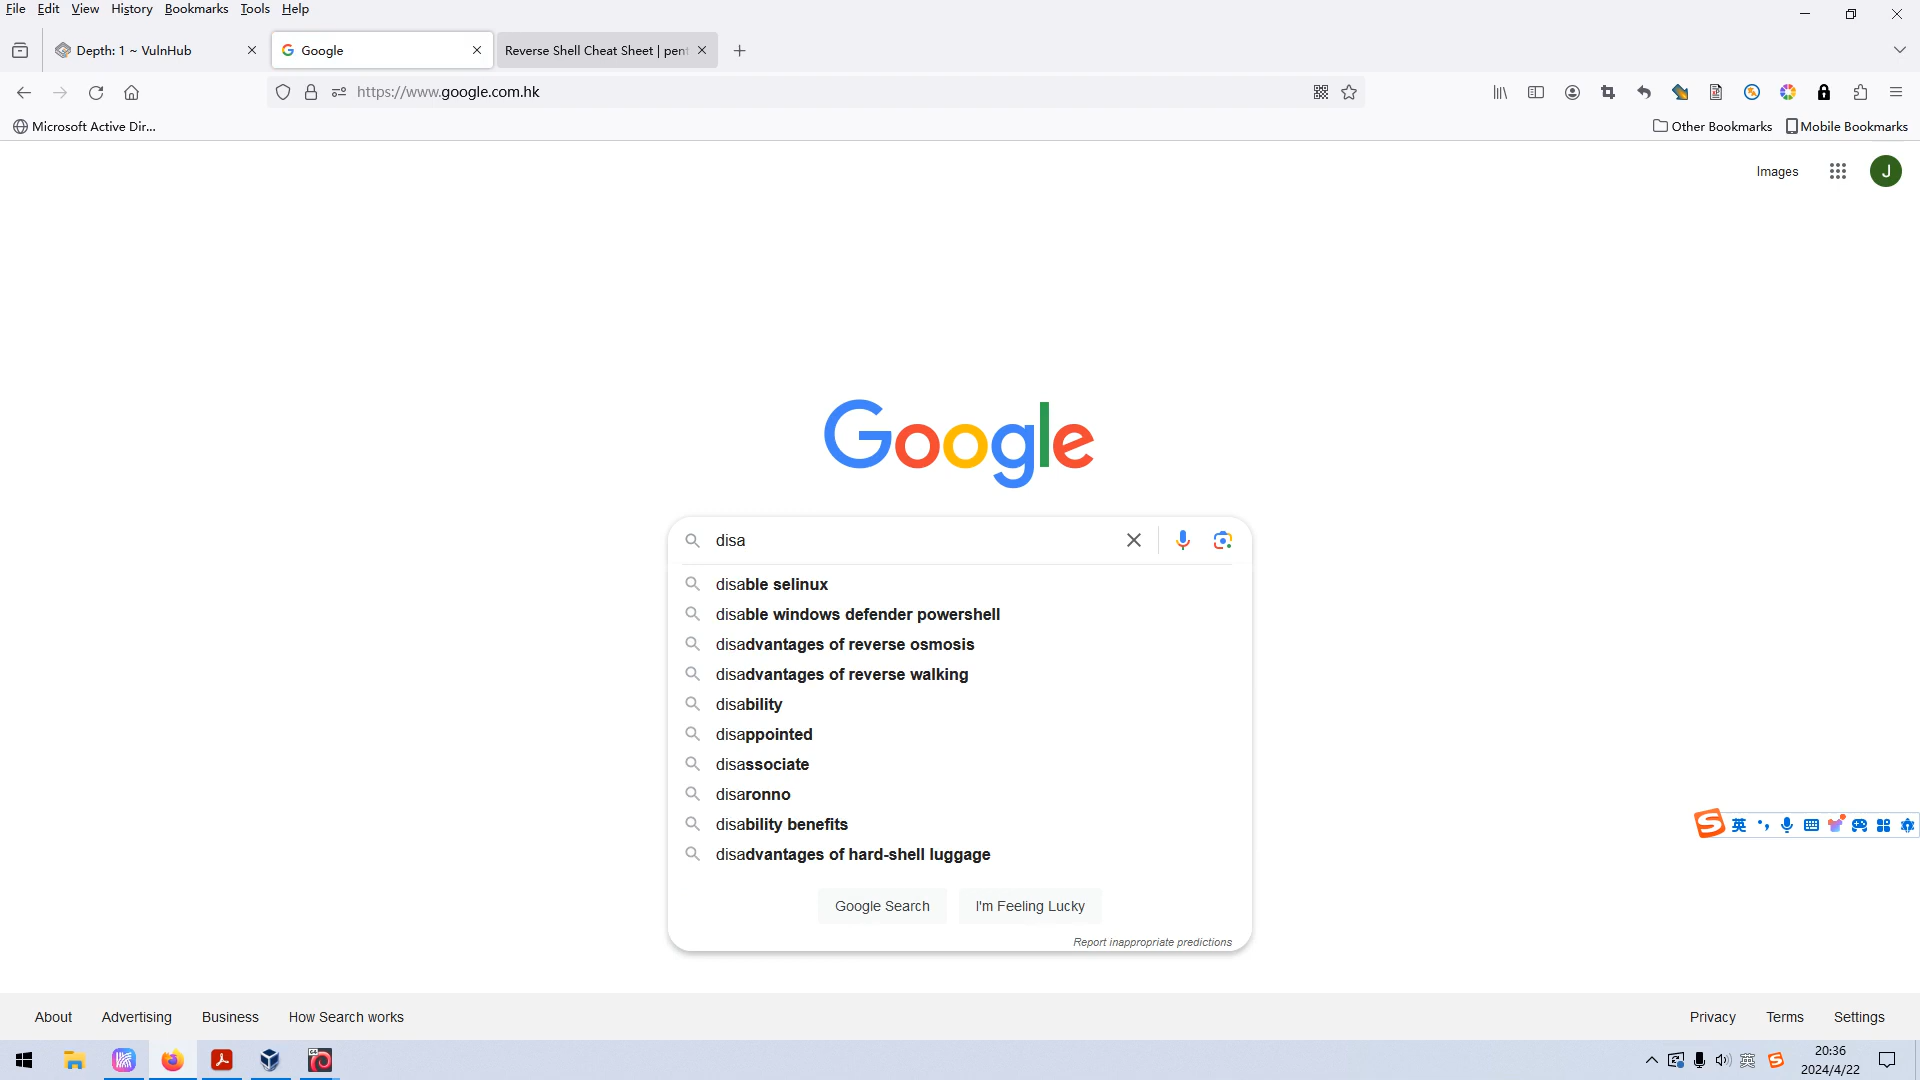 File Edit View History Bookmarks Tools Help
Depth: 1 ~ VulnHub
Google
Reverse Shell Cheat Sheet | pent
https://www.google.com.hk
Microsoft Active Dir...
Other Bookmarks
Mobile Bookmarks
Images
J
Google
disa
disable selinux
disable windows defender powershell
disadvantages of reverse osmosis
disadvantages of reverse walking
disability
disappointed
disassociate
disaronno
disability benefits
disadvantages of hard-shell luggage
Google Search
I'm Feeling Lucky
Report inappropriate predictions
S 英
About Advertising Business How Search works
Privacy Terms Settings
64
英 S
20:36
2024/4/22